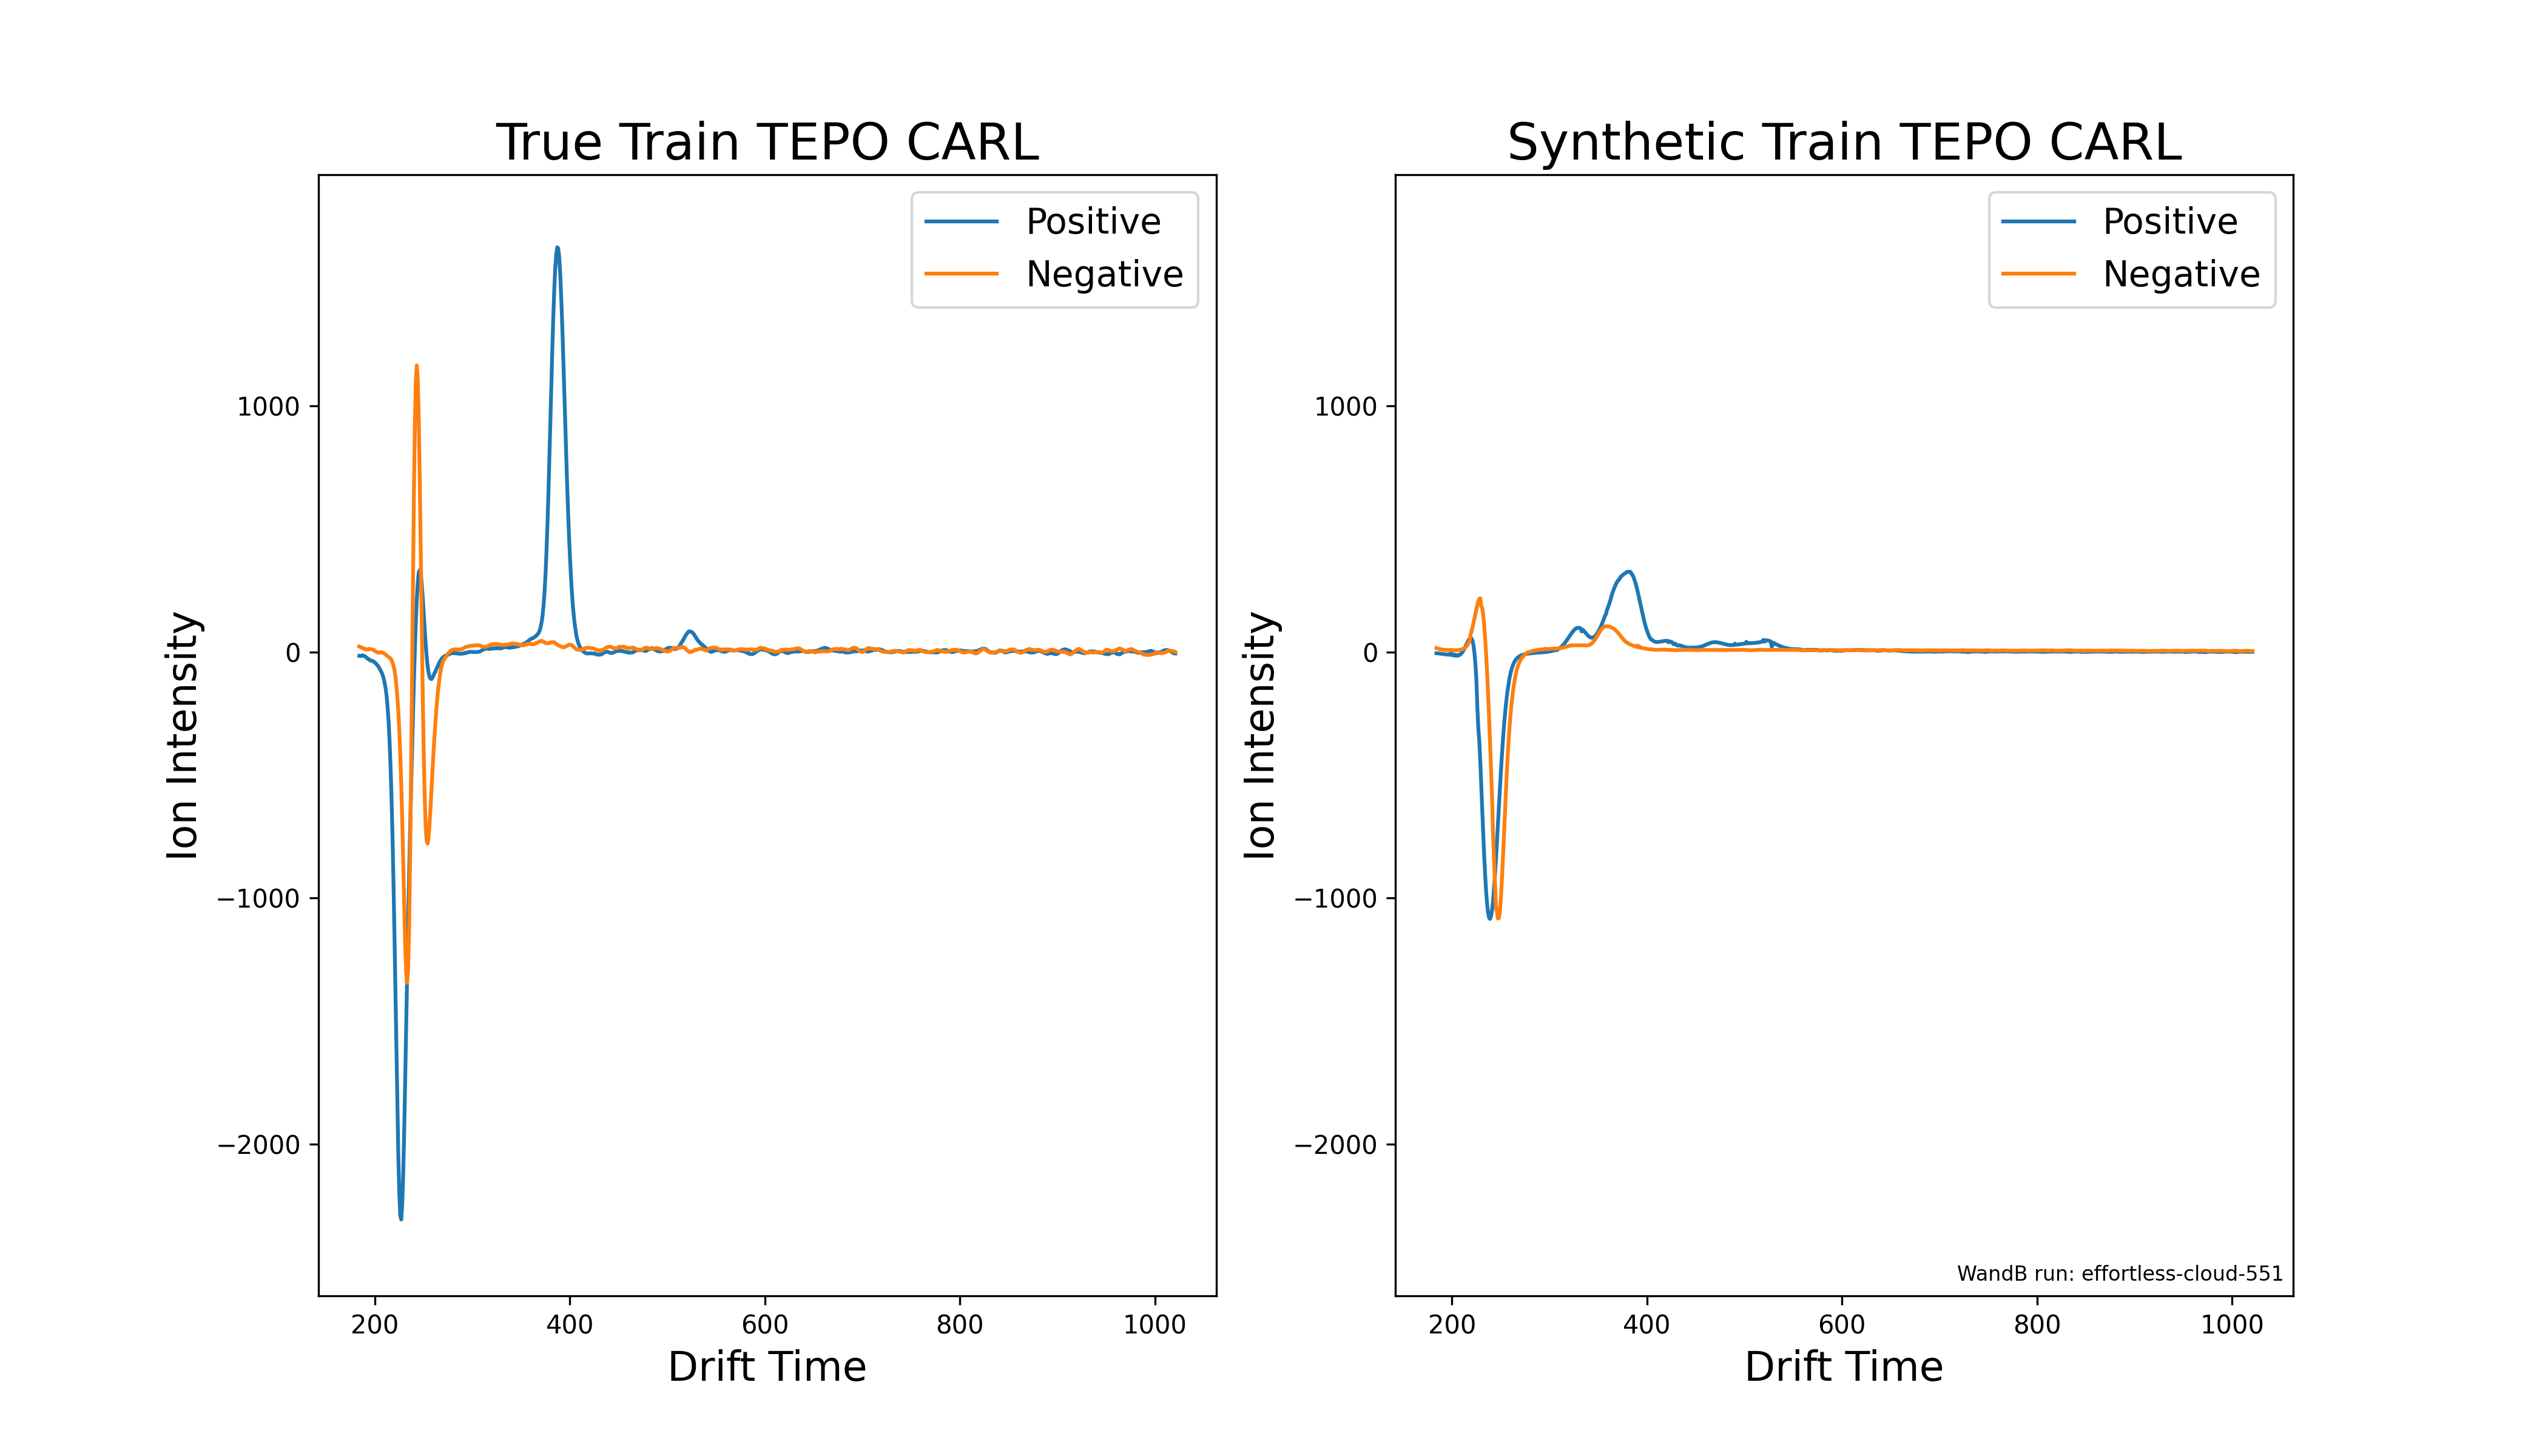 True Train TEPO CARL
Positive
Negative
1000
0
−1000
−2000
Ion Intensity
200 400 600 800 1000
Drift Time
Synthetic Train TEPO CARL
Positive
Negative
1000
0
−1000
−2000
Ion Intensity
WandB run: effortless-cloud-551
200 400 600 800 1000
Drift Time